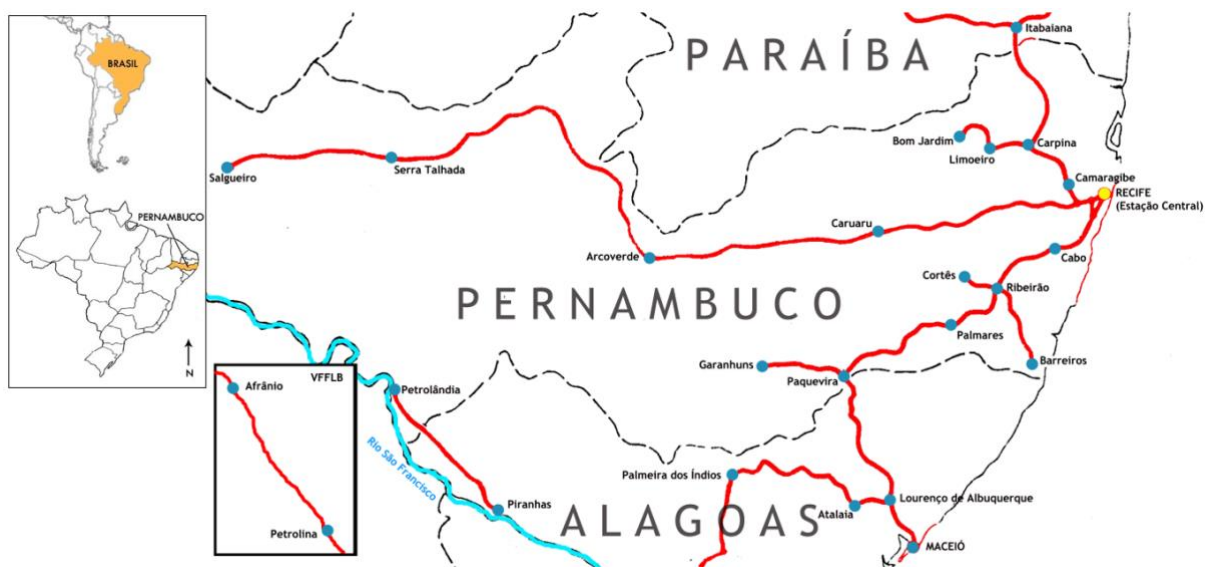 BRASIL
PERNAMBUCO
N
PARAÍBA
Itabaiana
Bom Jardim
Limoeiro
Carpina
Camaragibe
RECIFE
(Estação Central)
Salgueiro
Serra Talhada
Caruaru
Arcoverde
Cabo
Cortês
Ribeirão
PERNAMBUCO
Palmares
Barreiros
Garanhuns
Paquevira
VFFLB
Afrânio
Petrolândia
Rio São Francisco
Petrolina
Piranhas
Palmeira dos Índios
ALAGOAS
Atalaia
Lourenço de Albuquerque
MACEIÓ